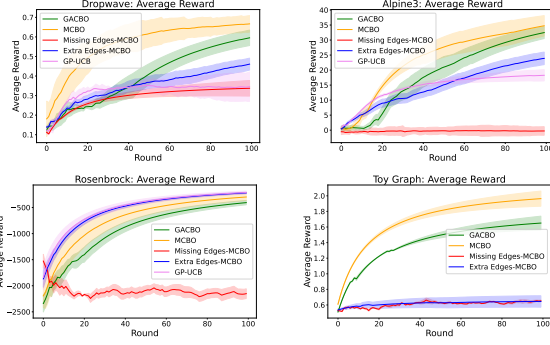 Dropwave: Average Reward
Average Reward
0.7
0.6
0.5
0.4
0.3
0.2
0.1
GACBO
MCBO
Missing Edges-MCBO
Extra Edges-MCBO
GP-UCB
0 20 40 60 80 100
Round
Alpine3: Average Reward
Average Reward
40
35
30
25
20
15
10
5
0
GACBO
MCBO
Missing Edges-MCBO
Extra Edges-MCBO
GP-UCB
0 20 40 60 80 100
Round
Rosenbrock: Average Reward
Average Reward
−500
−1000
−1500
−2000
−2500
GACBO
MCBO
Missing Edges-MCBO
Extra Edges-MCBO
GP-UCB
0 20 40 60 80 100
Round
Toy Graph: Average Reward
Average Reward
2.0
1.8
1.6
1.4
1.2
1.0
0.8
0.6
GACBO
MCBO
Missing Edges-MCBO
Extra Edges-MCBO
0 20 40 60 80 100
Round